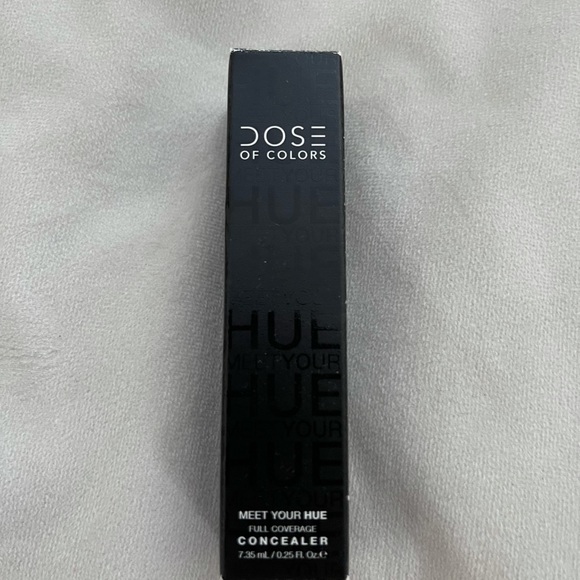 DOSE
OF COLORS
HUE
HUE
MEET YOUR
HUE
MEET YOUR
HUE
MEET YOUR
MEET YOUR HUE
FULL COVERAGE
CONCEALER
7.35 mL / 0.25 FL Oz. ℮